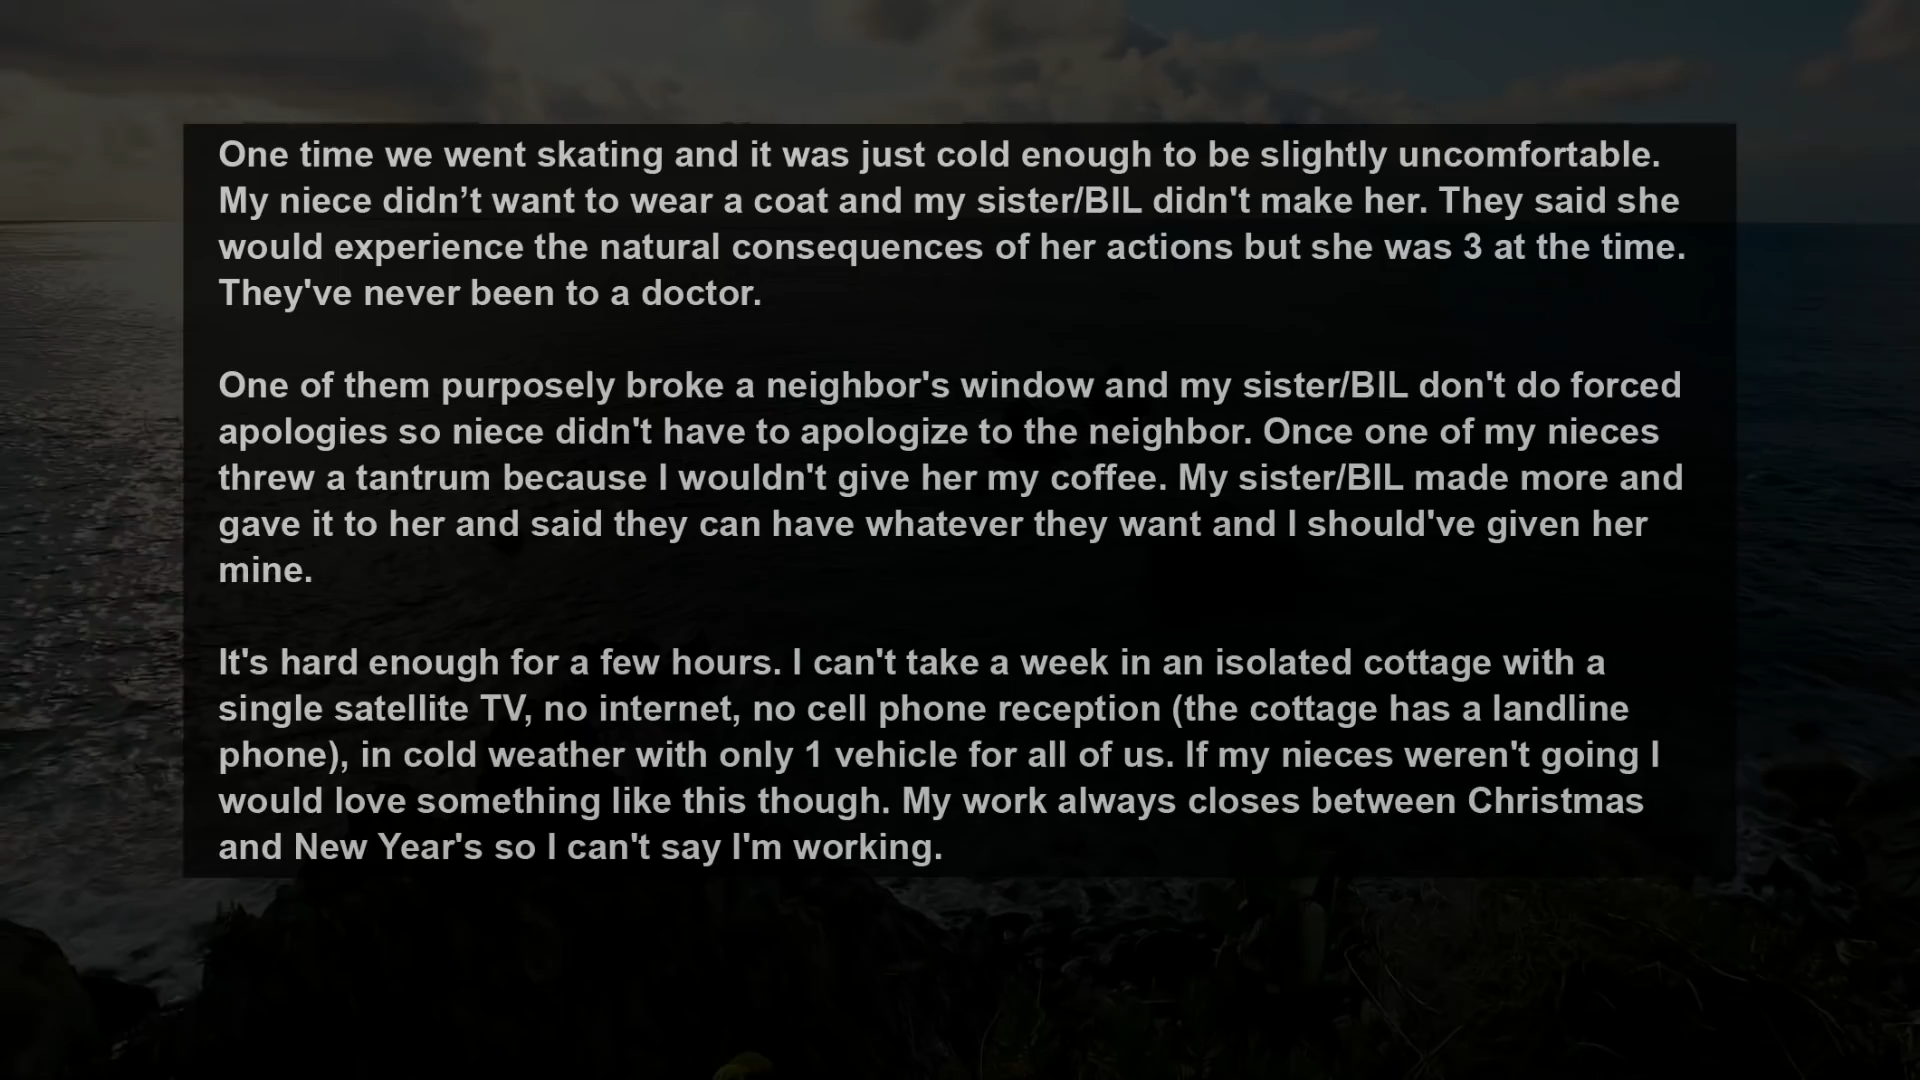 One time we went skating and it was just cold enough to be slightly uncomfortable.
My niece didn’t want to wear a coat and my sister/BIL didn't make her. They said she
would experience the natural consequences of her actions but she was 3 at the time.
They've never been to a doctor.
One of them purposely broke a neighbor's window and my sister/BIL don't do forced
apologies so niece didn't have to apologize to the neighbor. Once one of my nieces
threw a tantrum because I wouldn't give her my coffee. My sister/BIL made more and
gave it to her and said they can have whatever they want and I should've given her
mine.
It's hard enough for a few hours. I can't take a week in an isolated cottage with a
single satellite TV, no internet, no cell phone reception (the cottage has a landline
phone), in cold weather with only 1 vehicle for all of us. If my nieces weren't going I
would love something like this though. My work always closes between Christmas
and New Year's so I can't say I'm working.